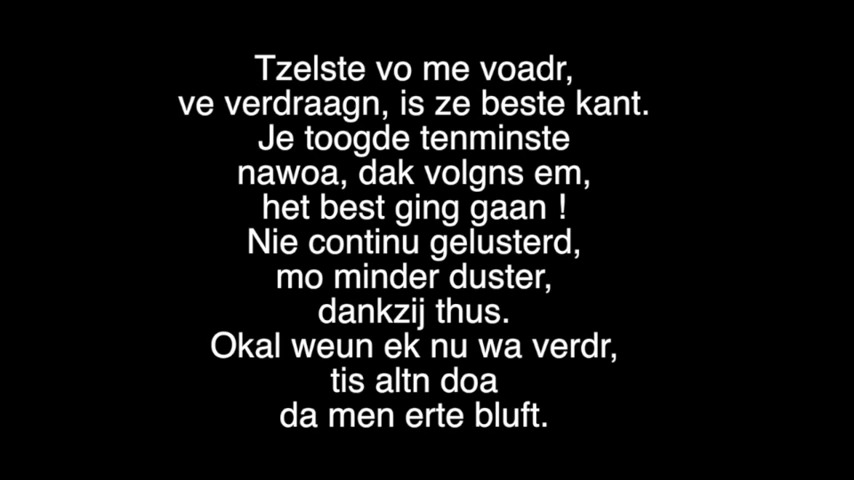 Tzelste vo me voadr,
ve verdraagn, is ze beste kant.
Je toogde tenminste
nawoa, dak volgns em,
het best ging gaan !
Nie continu gelusterd,
mo minder duster,
dankzij thus.
Okal weun ek nu wa verdr,
tis altn doa
da men erte bluft.